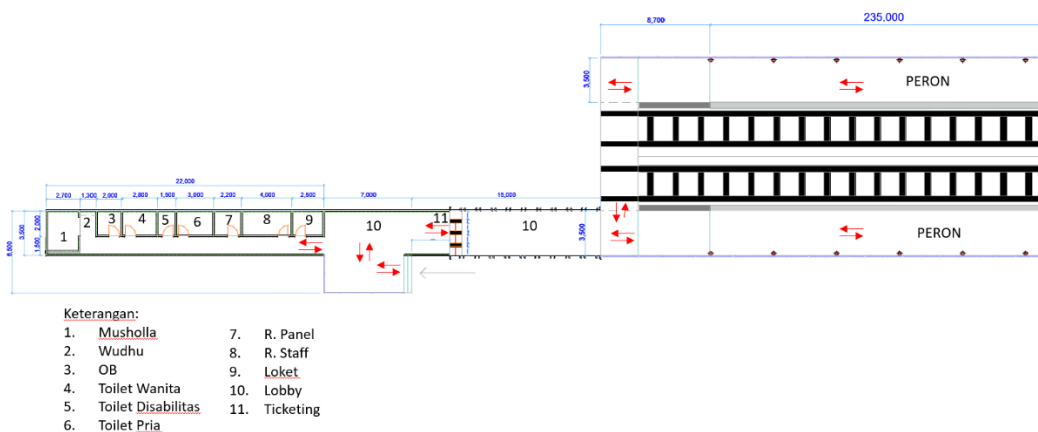 8,700
235,000
3,500
PERON
22,000
2,700 1,300 2,000 2,800 1,500 3,000 2,200 4,000 2,500 7,000
3,500
2,000
1,500
3,500
1 2 3 4 5 6 7 8 9 10 11 10
PERON
Keterangan:
1. Musholla
2. Wudhu
3. OB
4. Toilet Wanita
5. Toilet Disabilitas
6. Toilet Pria
7. R. Panel
8. R. Staff
9. Loket
10. Lobby
11. Ticketing